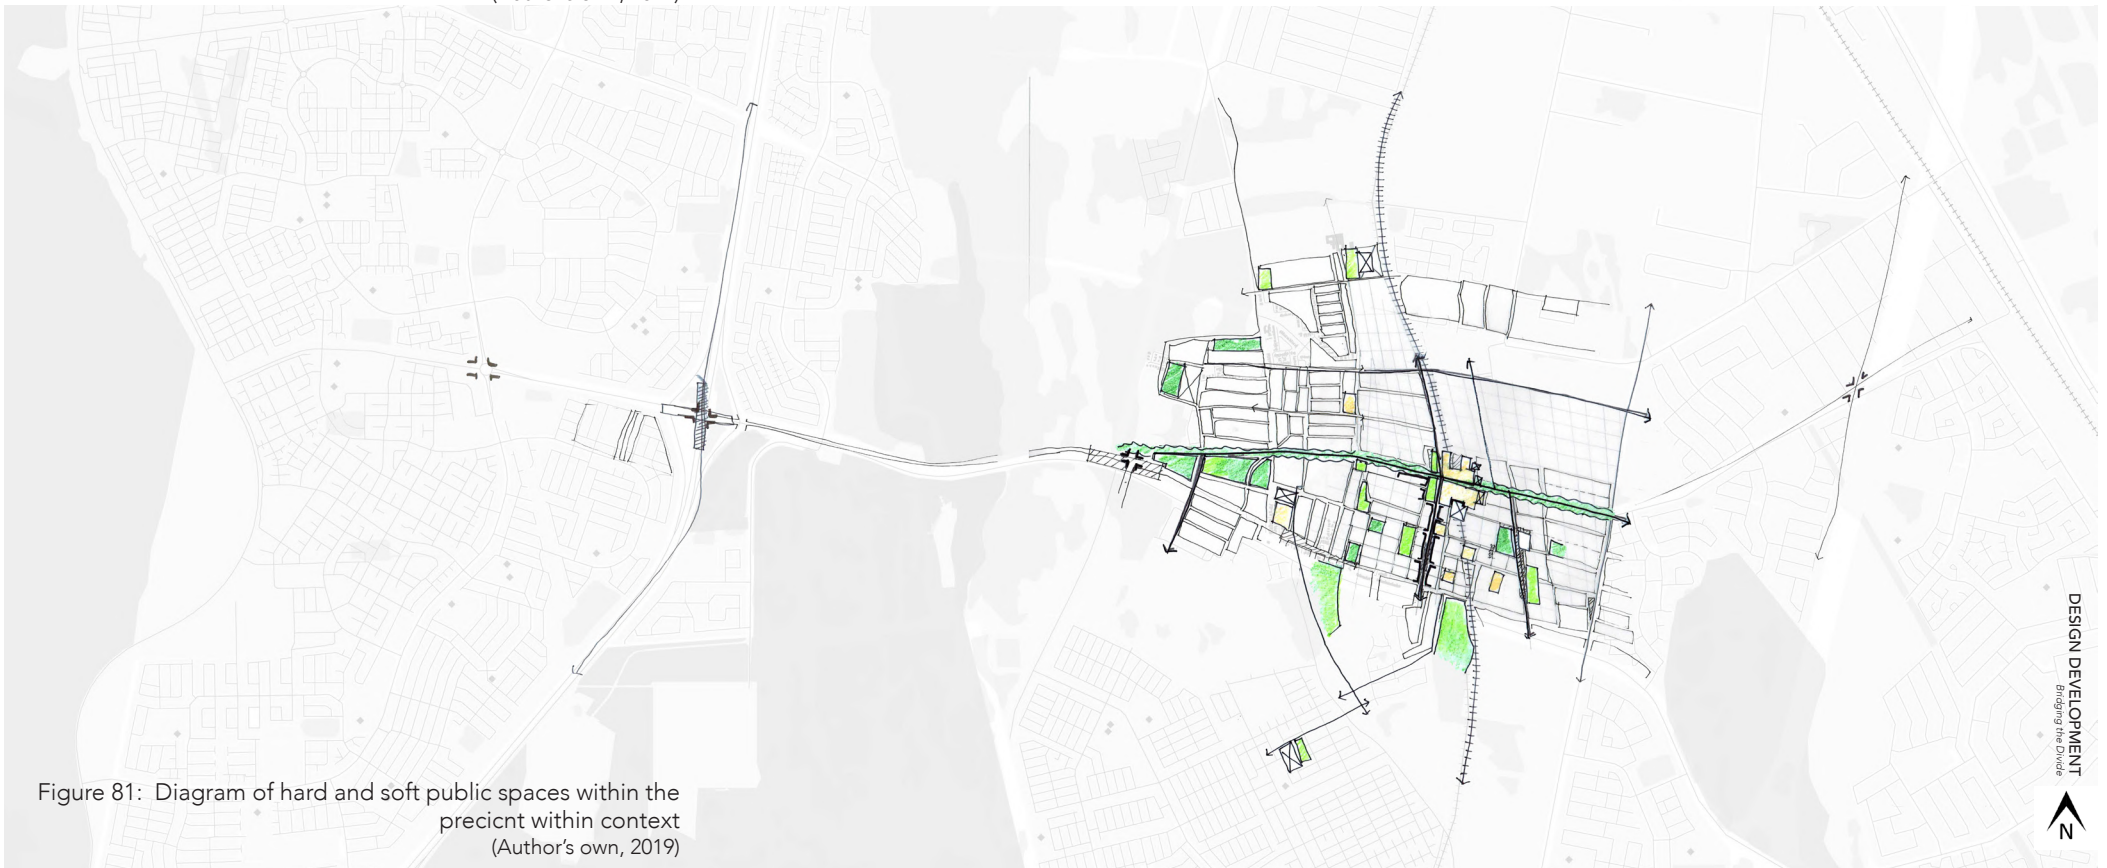 Figure 81:  Diagram of hard and soft public spaces within the
precicnt within context
(Author's own, 2019)
DESIGN DEVELOPMENT
Bridging the Divide
N